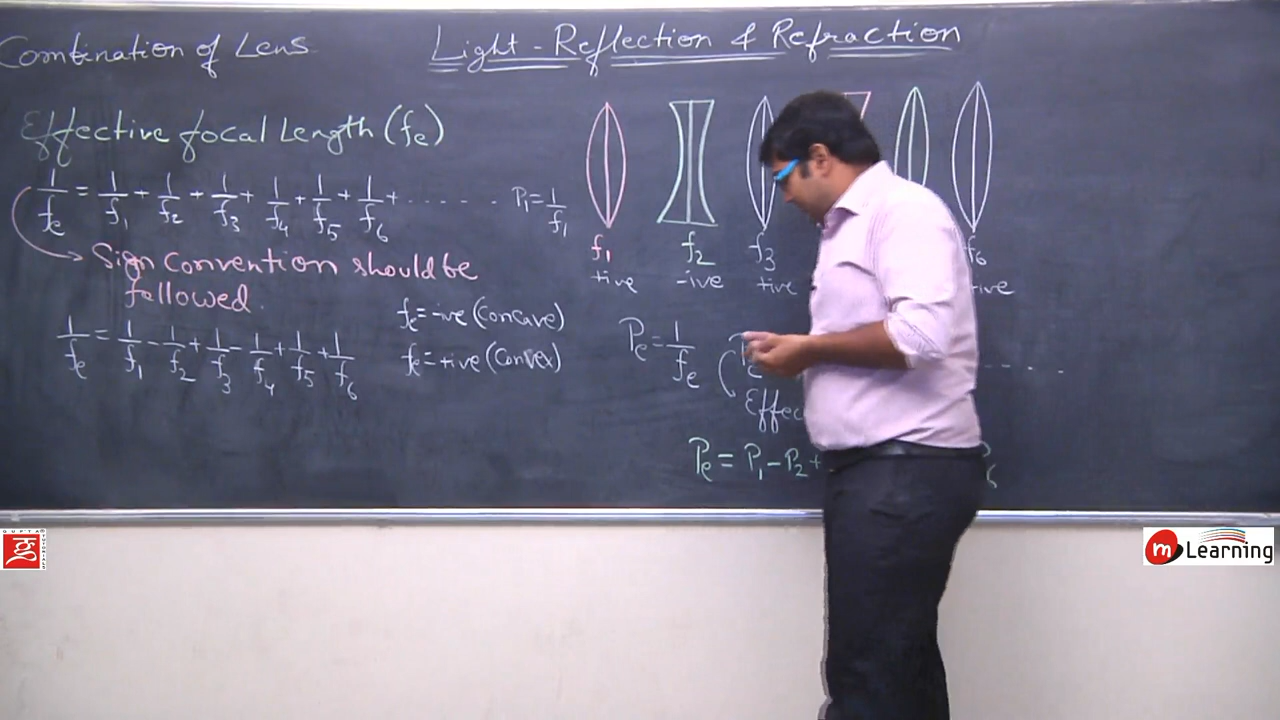 Combination of Lens
Light - Reflection & Refraction
Effective focal Length (fe)
1/fe = 1/f1 + 1/f2 + 1/f3 + 1/f4 + 1/f5 + 1/f6 + ......
P1 = 1/f1
Sign Convention should be
followed.
fe = -ive (Concave)
1/fe = 1/f1 - 1/f2 + 1/f3 - 1/f4 + 1/f5 + 1/f6
fe = +ive (Convex)
f1 f2 f3 f6
+ive -ive +ive +ive
Pe = 1/fe
Pe ....
Pe = P1 - P2 +
GUPTA TUTORIALS
m Learning